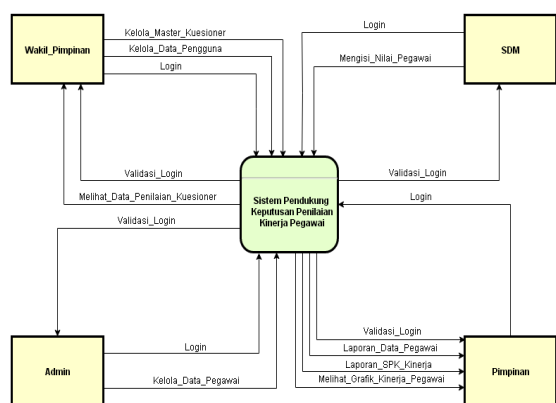 Login
Kelola_Master_Kuesioner
Wakil_Pimpinan
Kelola_Data_Pengguna
SDM
Login
Mengisi_Nilai_Pegawai
Validasi_Login
Validasi_Login
Melihat_Data_Penilaian_Kuesioner
Login
Sistem Pendukung
Keputusan Penilaian
Kinerja Pegawai
Validasi_Login
Validasi_Login
Login
Laporan_Data_Pegawai
Admin
Laporan_SPK_Kinerja
Pimpinan
Kelola_Data_Pegawai
Melihat_Grafik_Kinerja_Pegawai